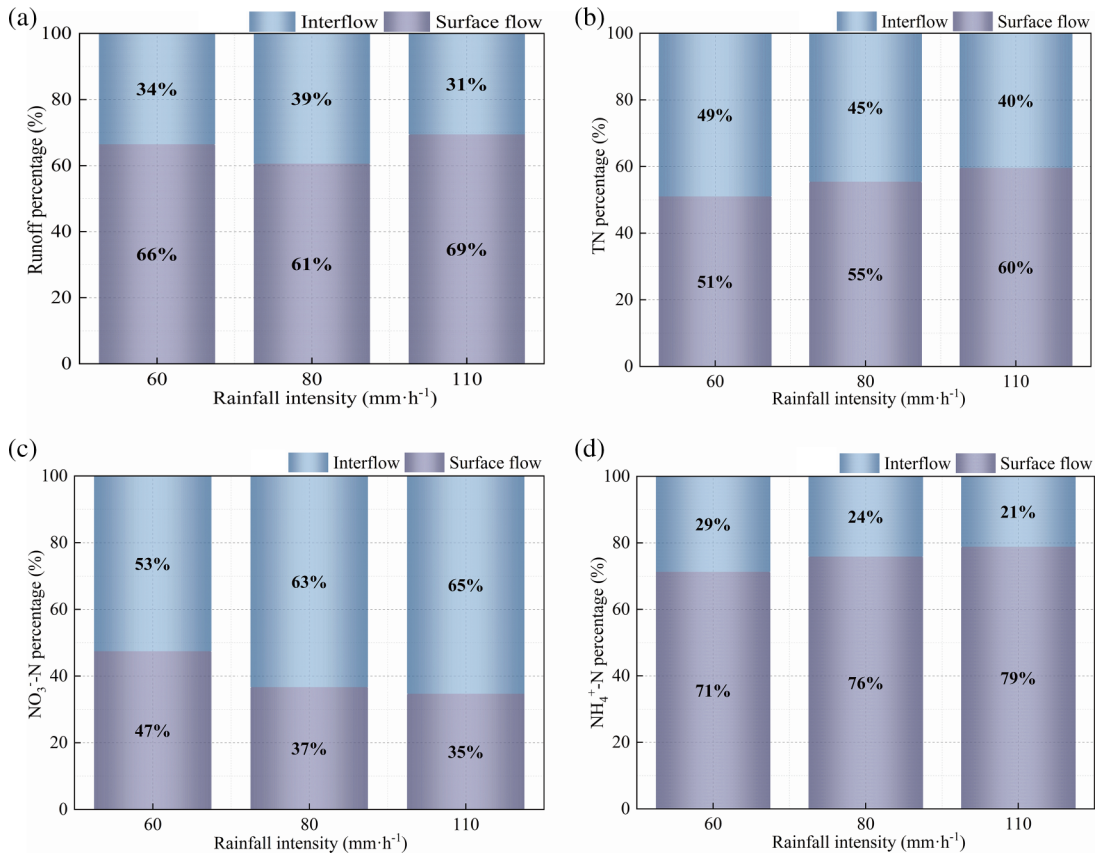 (a)
Interflow Surface flow
Runoff percentage (%)
100
80
60
40
20
0
34%
39%
31%
66%
61%
69%
60 80 110
Rainfall intensity (mm·h⁻¹)
(b)
Interflow Surface flow
TN percentage (%)
100
80
60
40
20
0
49%
45%
40%
51%
55%
60%
60 80 110
Rainfall intensity (mm·h⁻¹)
(c)
Interflow Surface flow
NO₃⁻-N percentage (%)
100
80
60
40
20
0
53%
63%
65%
47%
37%
35%
60 80 110
Rainfall intensity (mm·h⁻¹)
(d)
Interflow Surface flow
NH₄⁺-N percentage (%)
100
80
60
40
20
0
29%
24%
21%
71%
76%
79%
60 80 110
Rainfall intensity (mm·h⁻¹)